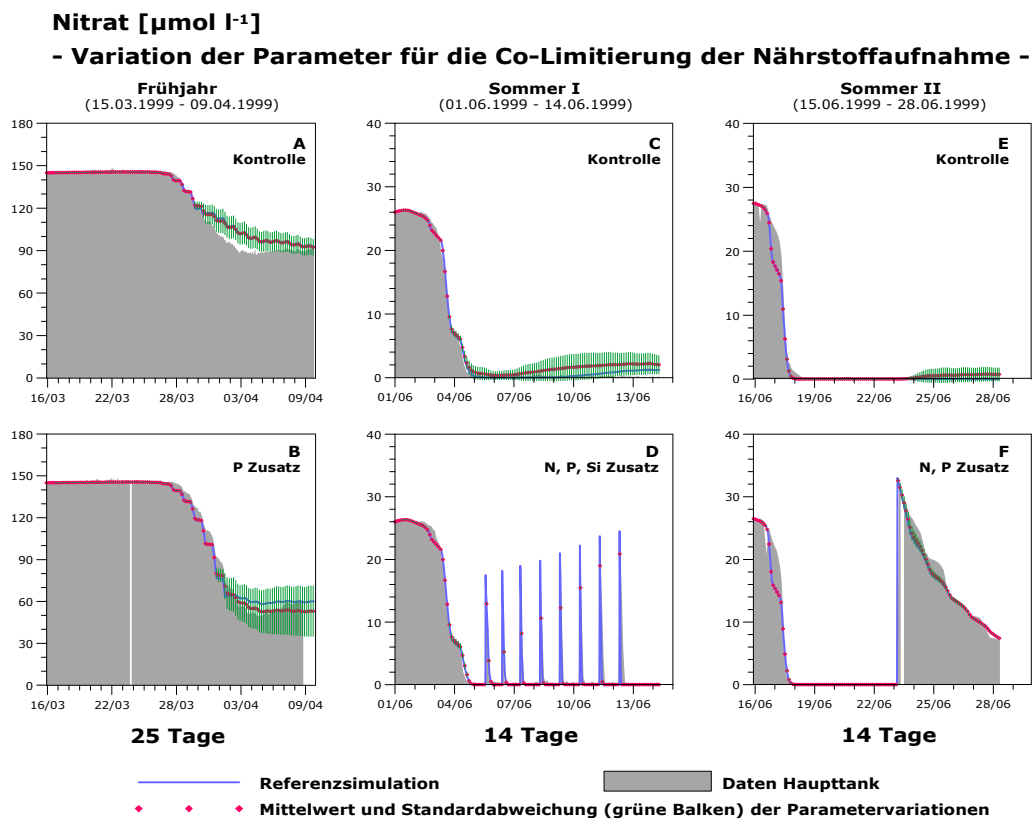 Nitrat [µmol l-1]
- Variation der Parameter für die Co-Limitierung der Nährstoffaufnahme -
Frühjahr
(15.03.1999 - 09.04.1999)
Sommer I
(01.06.1999 - 14.06.1999)
Sommer II
(15.06.1999 - 28.06.1999)
A
Kontrolle
180
150
120
90
60
30
0
16/03 22/03 28/03 03/04 09/04
C
Kontrolle
40
30
20
10
0
01/06 04/06 07/06 10/06 13/06
E
Kontrolle
40
30
20
10
0
16/06 19/06 22/06 25/06 28/06
B
P Zusatz
180
150
120
90
60
30
0
16/03 22/03 28/03 03/04 09/04
D
N, P, Si Zusatz
40
30
20
10
0
01/06 04/06 07/06 10/06 13/06
F
N, P Zusatz
40
30
20
10
0
16/06 19/06 22/06 25/06 28/06
25 Tage
14 Tage
14 Tage
Referenzsimulation
Daten Haupttank
Mittelwert und Standardabweichung (grüne Balken) der Parametervariationen